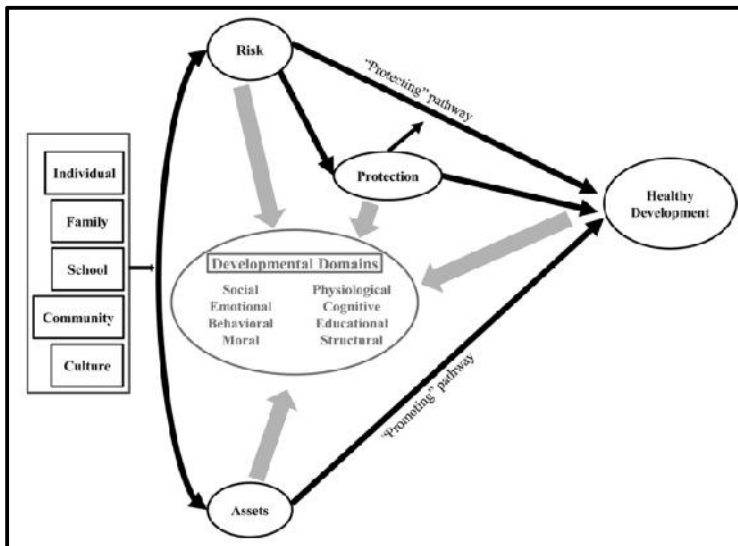 Risk
"Protecting" pathway
Individual
Family
School
Community
Culture
Protection
Healthy
Development
Developmental Domains
Social Physiological
Emotional Cognitive
Behavioral Educational
Moral Structural
"Promoting" pathway
Assets